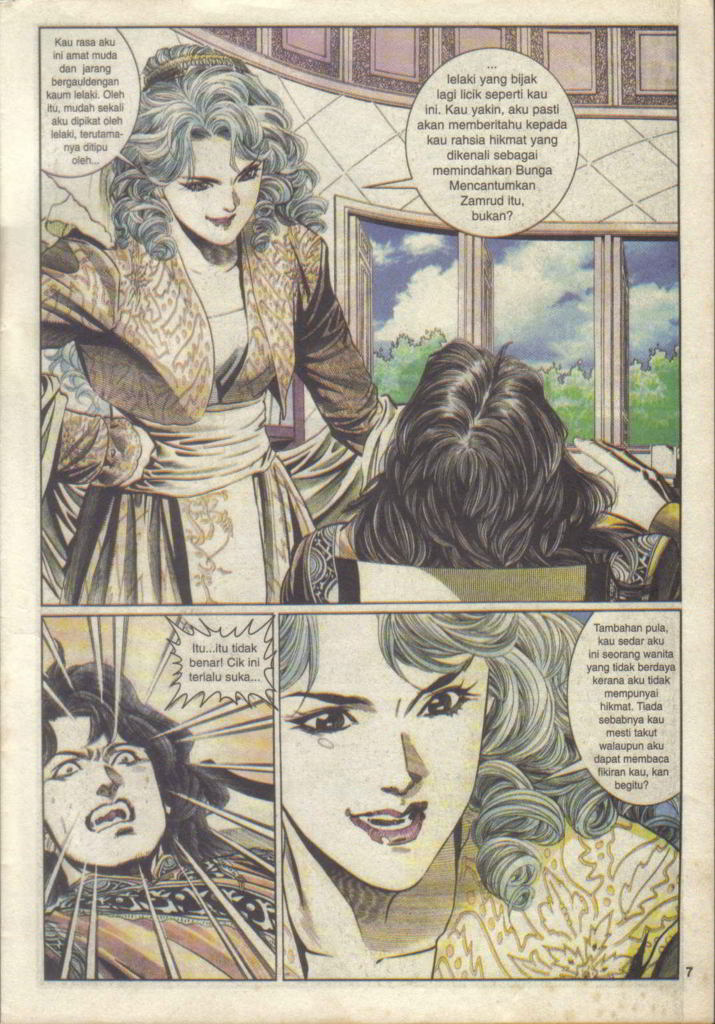 Kau rasa aku
ini amat muda
dan jarang
bergauldengan
kaum lelaki. Oleh
itu, mudah sekali
aku dipikat oleh
lelaki, terutama-
nya ditipu
oleh...
...
lelaki yang bijak
lagi licik seperti kau
ini. Kau yakin, aku pasti
akan memberitahu kepada
kau rahsia hikmat yang
dikenali sebagai
memindahkan Bunga
Mencantumkan
Zamrud itu,
bukan?
Itu...itu tidak
benar! Cik ini
terlalu suka...
Tambahan pula,
kau sedar aku
ini seorang wanita
yang tidak berdaya
kerana aku tidak
mempunyai
hikmat. Tiada
sebabnya kau
mesti takut
walaupun aku
dapat membaca
fikiran kau, kan
begitu?
7